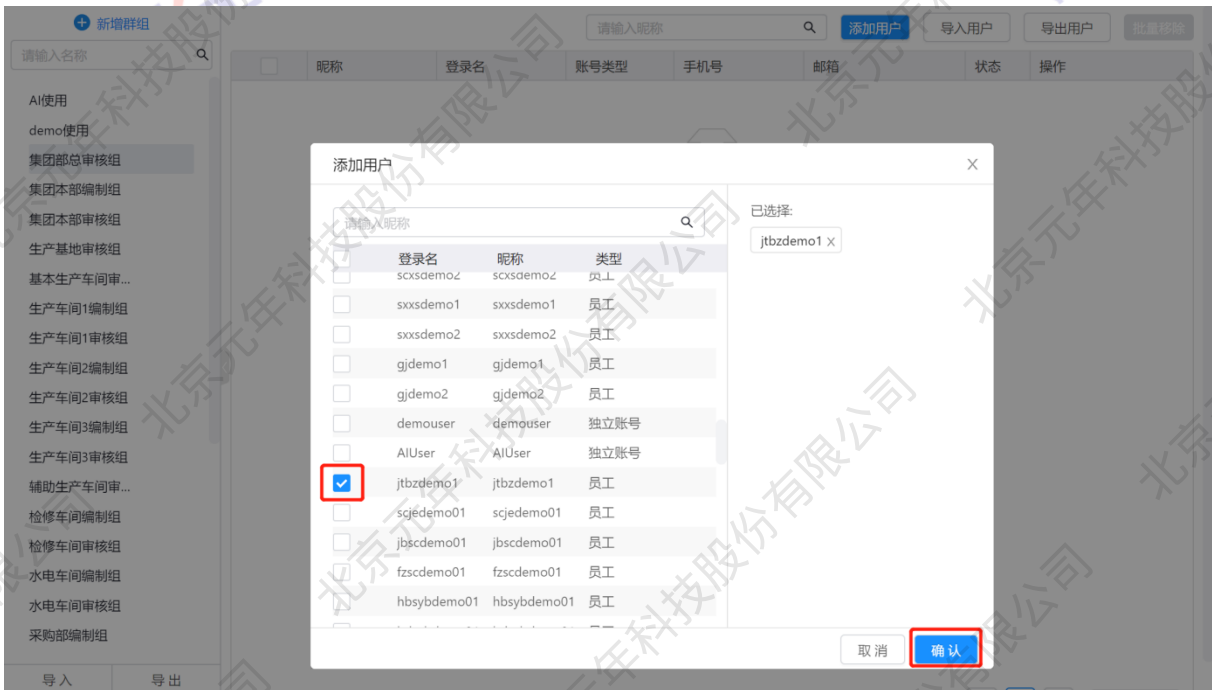 新增群组
请输入名称
AI使用
demo使用
集团部总审核组
集团本部编制组
集团本部审核组
生产基地审核组
基本生产车间审...
生产车间1编制组
生产车间1审核组
生产车间2编制组
生产车间2审核组
生产车间3编制组
生产车间3审核组
辅助生产车间审...
检修车间编制组
检修车间审核组
水电车间编制组
水电车间审核组
采购部编制组
导入 导出
请输入昵称 添加用户 导入用户 导出用户 批量移除
昵称 登录名 账号类型 手机号 邮箱 状态 操作
添加用户 X
请输入昵称
登录名 昵称 类型
scxsdemo2 scxsdemo2 员工
sxxsdemo1 sxxsdemo1 员工
sxxsdemo2 sxxsdemo2 员工
gjdemo1 gjdemo1 员工
gjdemo2 gjdemo2 员工
demouser demouser 独立账号
AIUser AIUser 独立账号
jtbzdemo1 jtbzdemo1 员工
scjedemo01 scjedemo01 员工
jbscdemo01 jbscdemo01 员工
fzscdemo01 fzscdemo01 员工
hbsybdemo01 hbsybdemo01 员工
已选择:
jtbzdemo1 X
取消 确认
北京元年科技股份有限公司